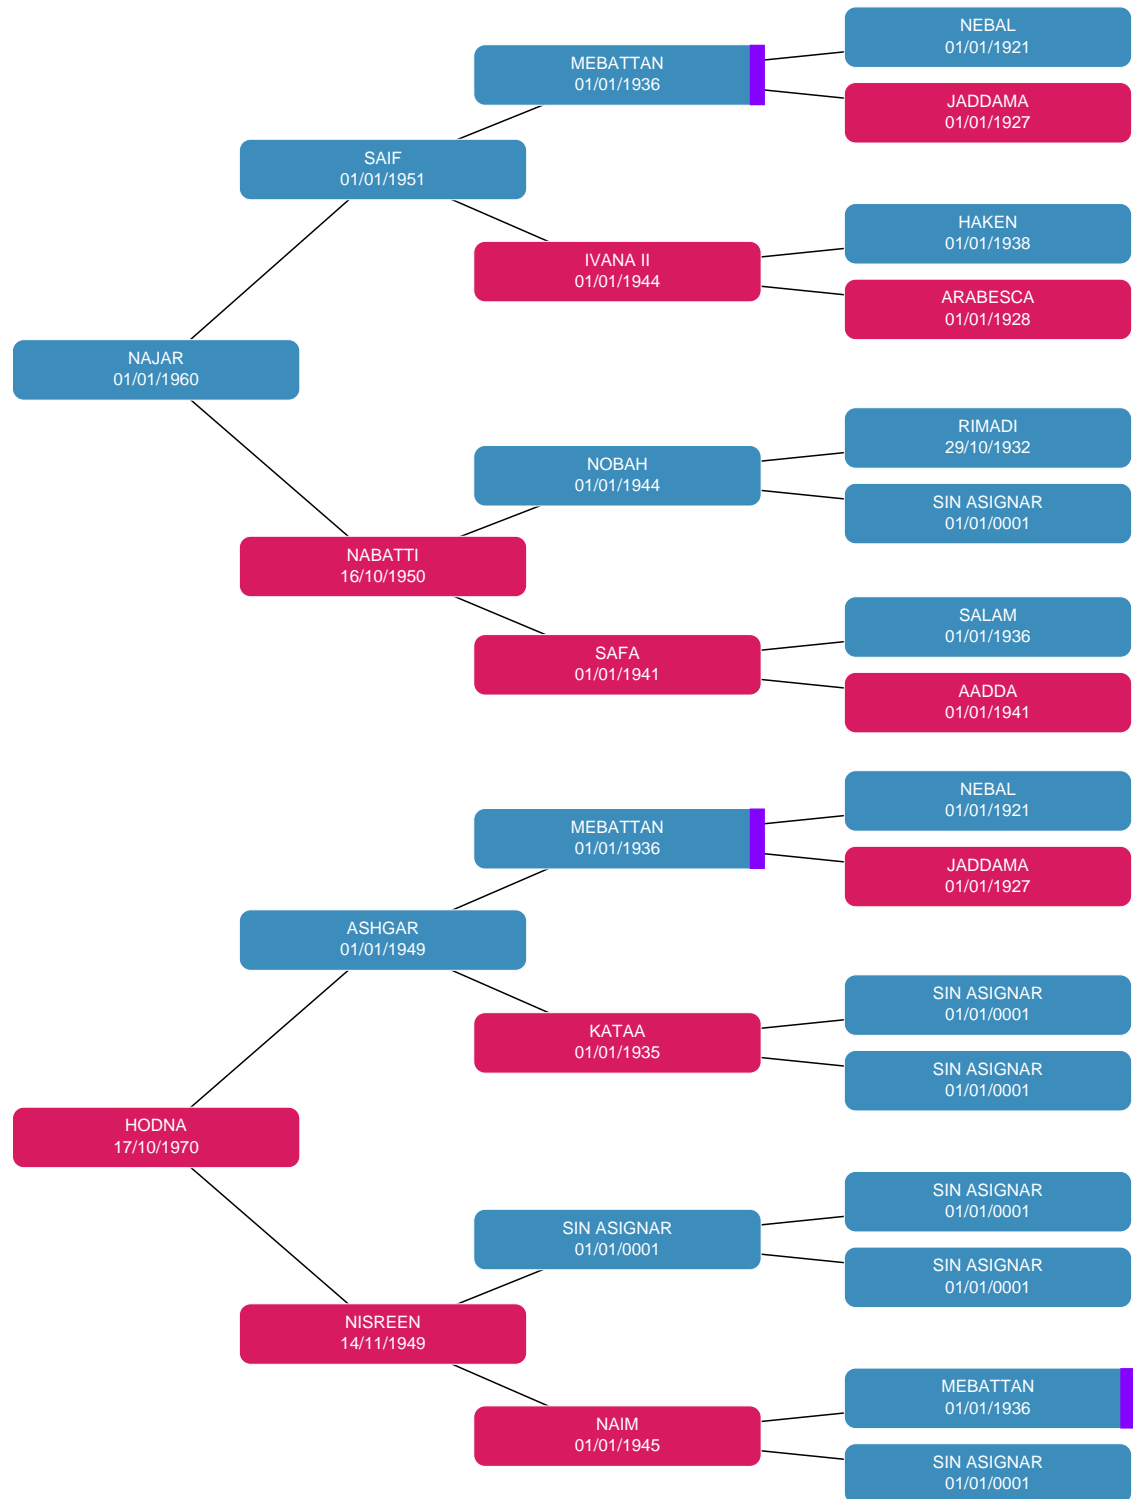 NEBAL
01/01/1921
MEBATTAN
01/01/1936
JADDAMA
01/01/1927
SAIF
01/01/1951
HAKEN
01/01/1938
IVANA II
01/01/1944
ARABESCA
01/01/1928
NAJAR
01/01/1960
RIMADI
29/10/1932
NOBAH
01/01/1944
SIN ASIGNAR
01/01/0001
NABATTI
16/10/1950
SALAM
01/01/1936
SAFA
01/01/1941
AADDA
01/01/1941
NEBAL
01/01/1921
MEBATTAN
01/01/1936
JADDAMA
01/01/1927
ASHGAR
01/01/1949
SIN ASIGNAR
01/01/0001
KATAA
01/01/1935
SIN ASIGNAR
01/01/0001
HODNA
17/10/1970
SIN ASIGNAR
01/01/0001
SIN ASIGNAR
01/01/0001
SIN ASIGNAR
01/01/0001
NISREEN
14/11/1949
MEBATTAN
01/01/1936
NAIM
01/01/1945
SIN ASIGNAR
01/01/0001